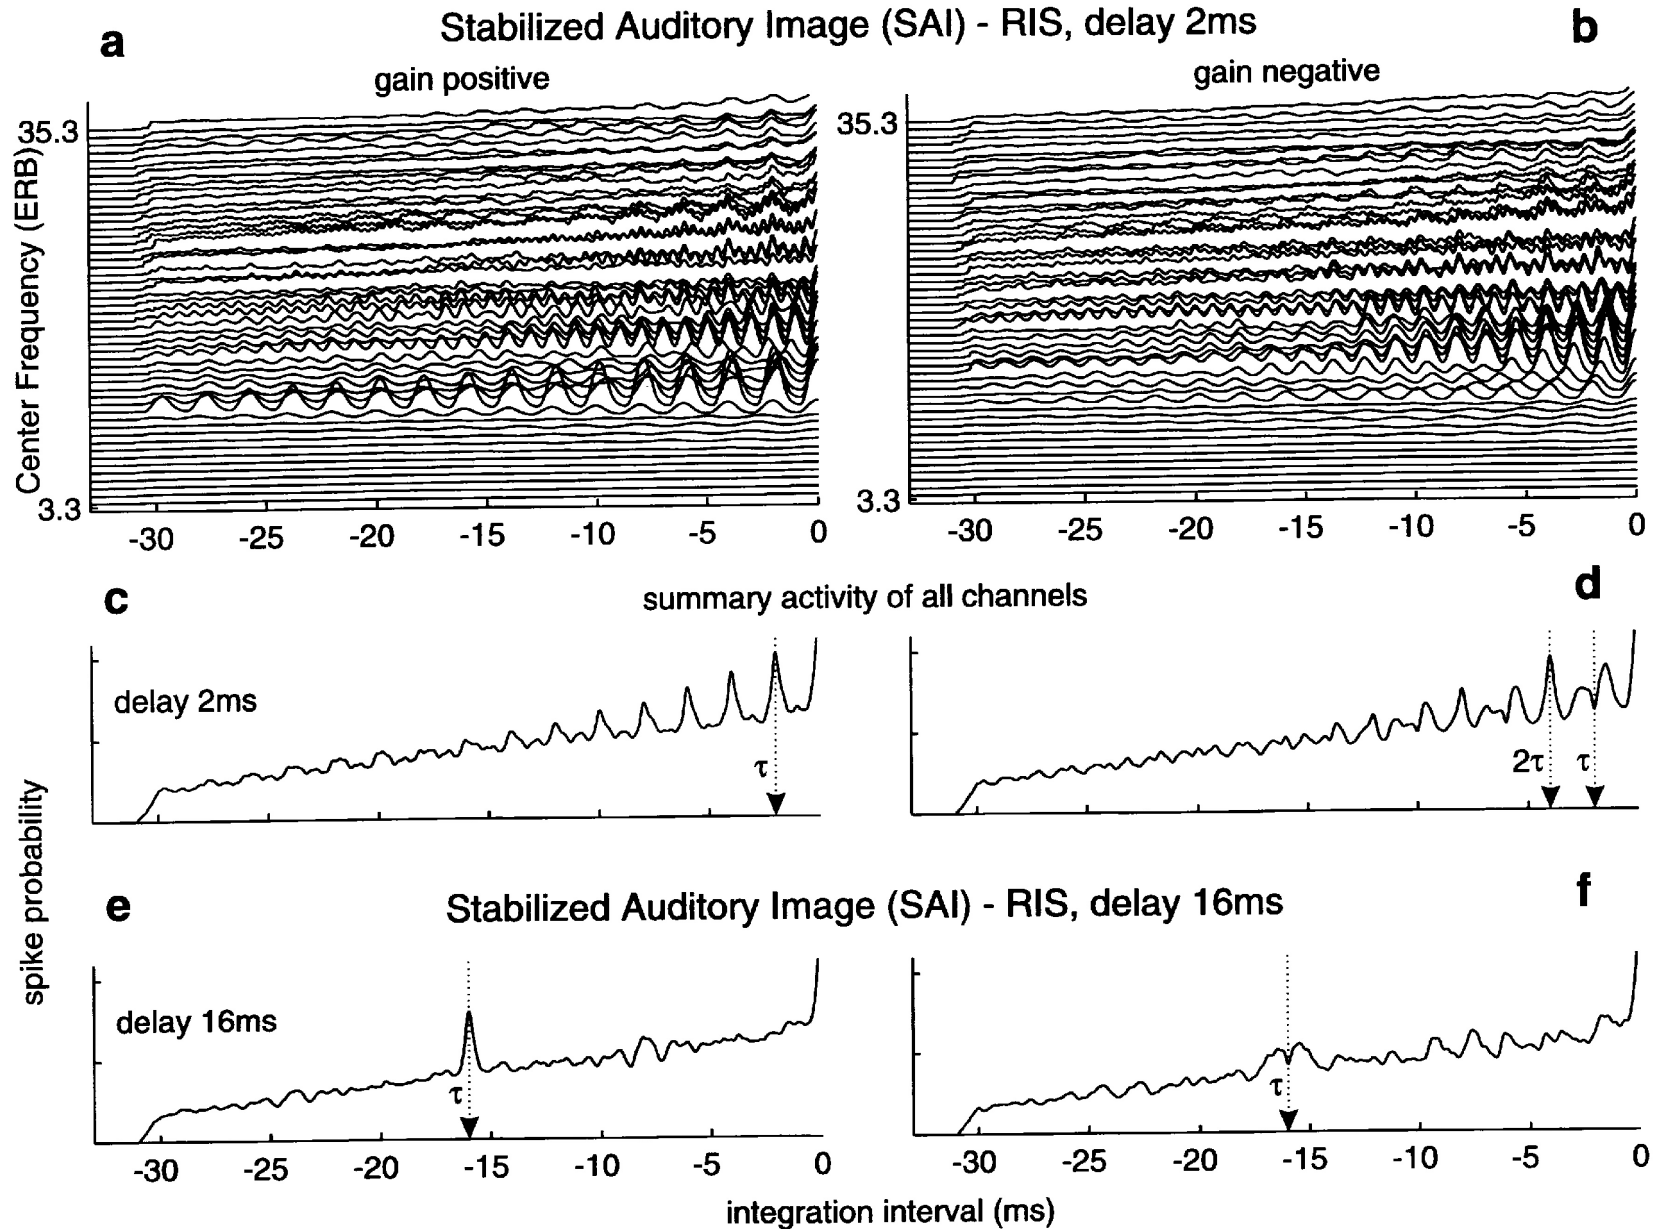 Stabilized Auditory Image (SAI) - RIS, delay 2ms
a
b
gain positive
gain negative
35.3
35.3
Center Frequency (ERB)
3.3
3.3
-30 -25 -20 -15 -10 -5 0
-30 -25 -20 -15 -10 -5 0
c
summary activity of all channels
d
delay 2ms
τ
2τ τ
spike probability
e
Stabilized Auditory Image (SAI) - RIS, delay 16ms
f
delay 16ms
τ
τ
-30 -25 -20 -15 -10 -5 0
-30 -25 -20 -15 -10 -5 0
integration interval (ms)